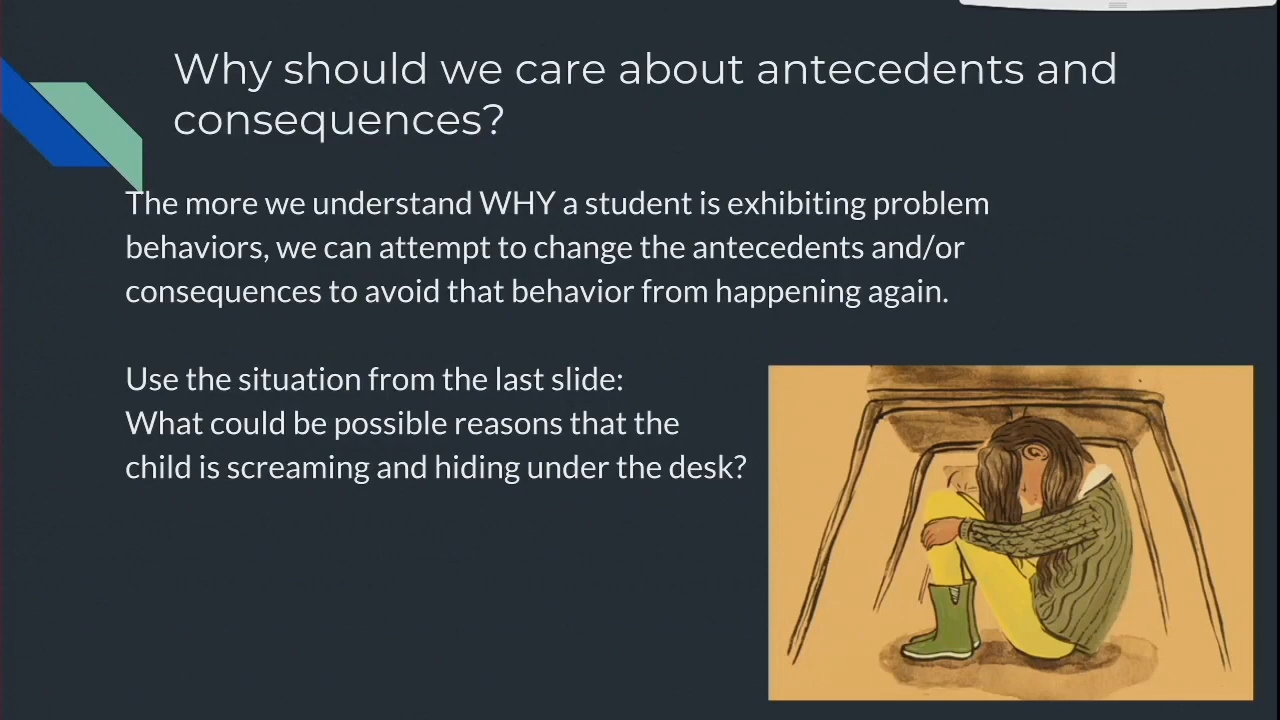 Why should we care about antecedents and
consequences?
The more we understand WHY a student is exhibiting problem
behaviors, we can attempt to change the antecedents and/or
consequences to avoid that behavior from happening again.
Use the situation from the last slide:
What could be possible reasons that the
child is screaming and hiding under the desk?